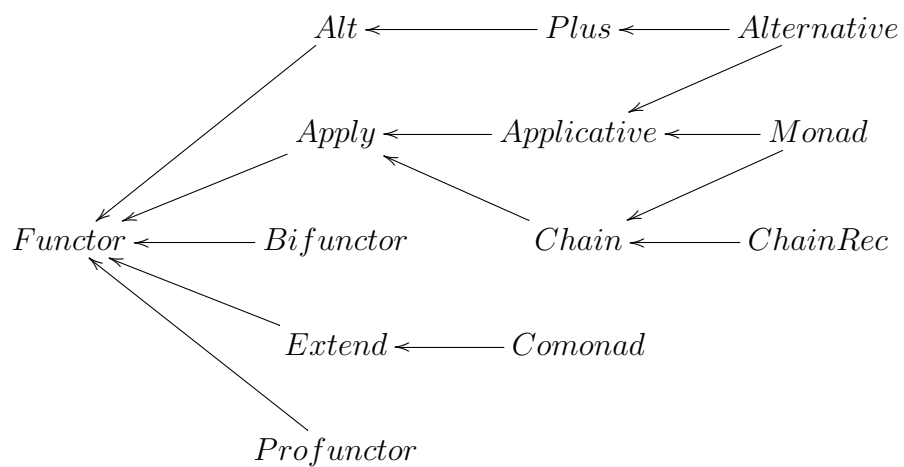 Alt Plus Alternative
Apply Applicative Monad
Functor Bifunctor Chain ChainRec
Extend Comonad
Profunctor